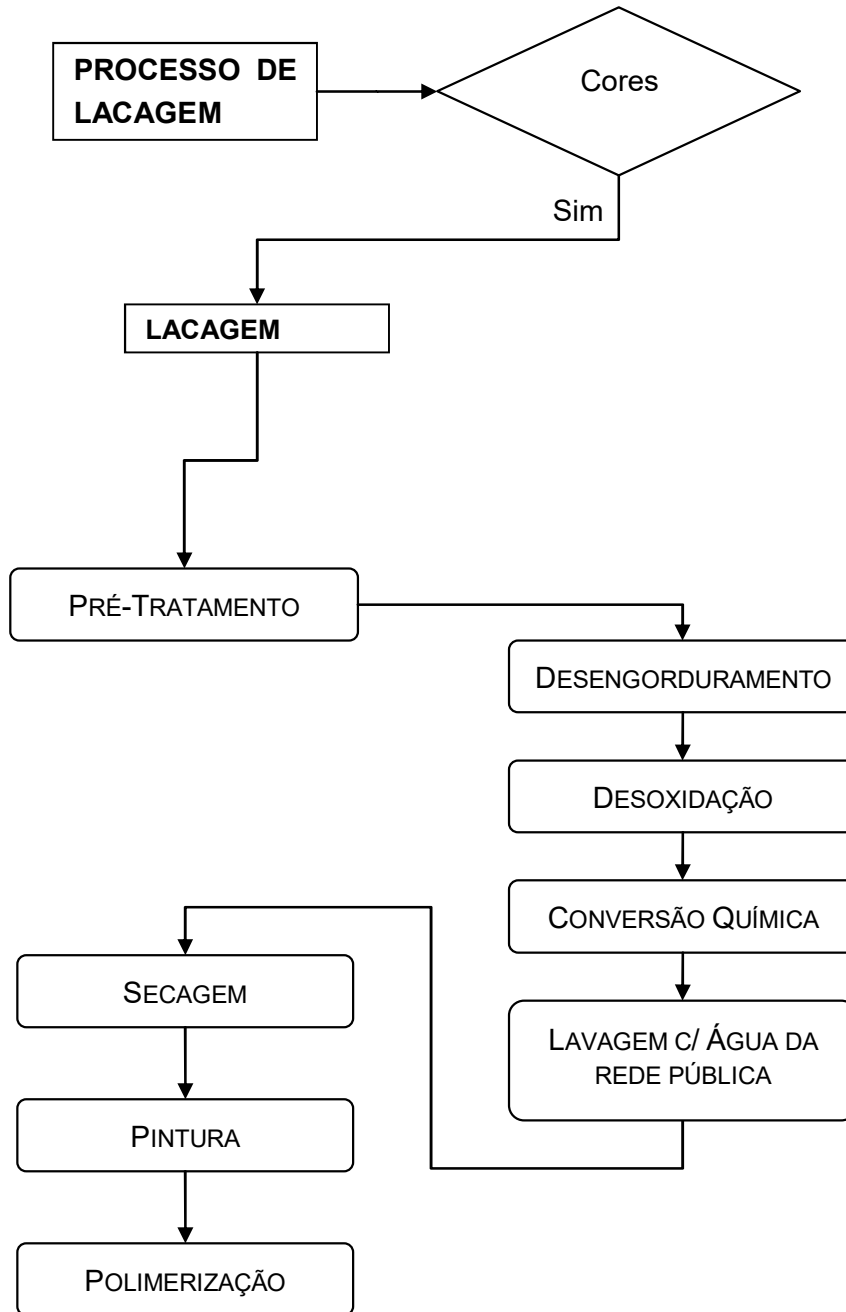 PROCESSO DE
LACAGEM
Cores
Sim
LACAGEM
PRÉ-TRATAMENTO
DESENGORDURAMENTO
DESOXIDAÇÃO
CONVERSÃO QUÍMICA
LAVAGEM C/ ÁGUA DA
REDE PÚBLICA
SECAGEM
PINTURA
POLIMERIZAÇÃO